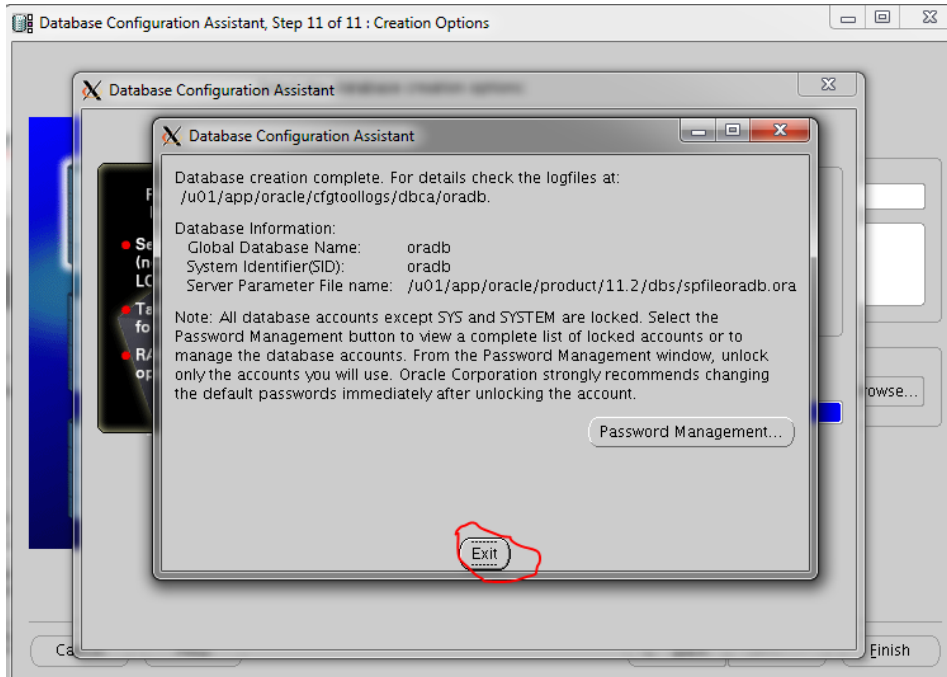 Database Configuration Assistant, Step 11 of 11 : Creation Options
Database Configuration Assistant
Database Configuration Assistant
Database creation complete. For details check the logfiles at:
/u01/app/oracle/cfgtoollogs/dbca/oradb.
Database Information:
Global Database Name: oradb
System Identifier(SID): oradb
Server Parameter File name: /u01/app/oracle/product/11.2/dbs/spfileoradb.ora
Note: All database accounts except SYS and SYSTEM are locked. Select the
Password Management button to view a complete list of locked accounts or to
manage the database accounts. From the Password Management window, unlock
only the accounts you will use. Oracle Corporation strongly recommends changing
the default passwords immediately after unlocking the account.
Password Management...
Exit
Finish